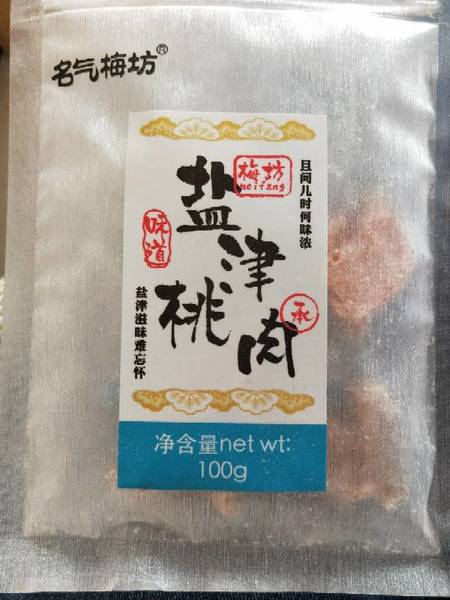 名气梅坊®
梅坊
meifang
且问儿时何味浓
盐津
桃肉
味道
承
盐津滋味难忘怀
净含量net wt:
100g